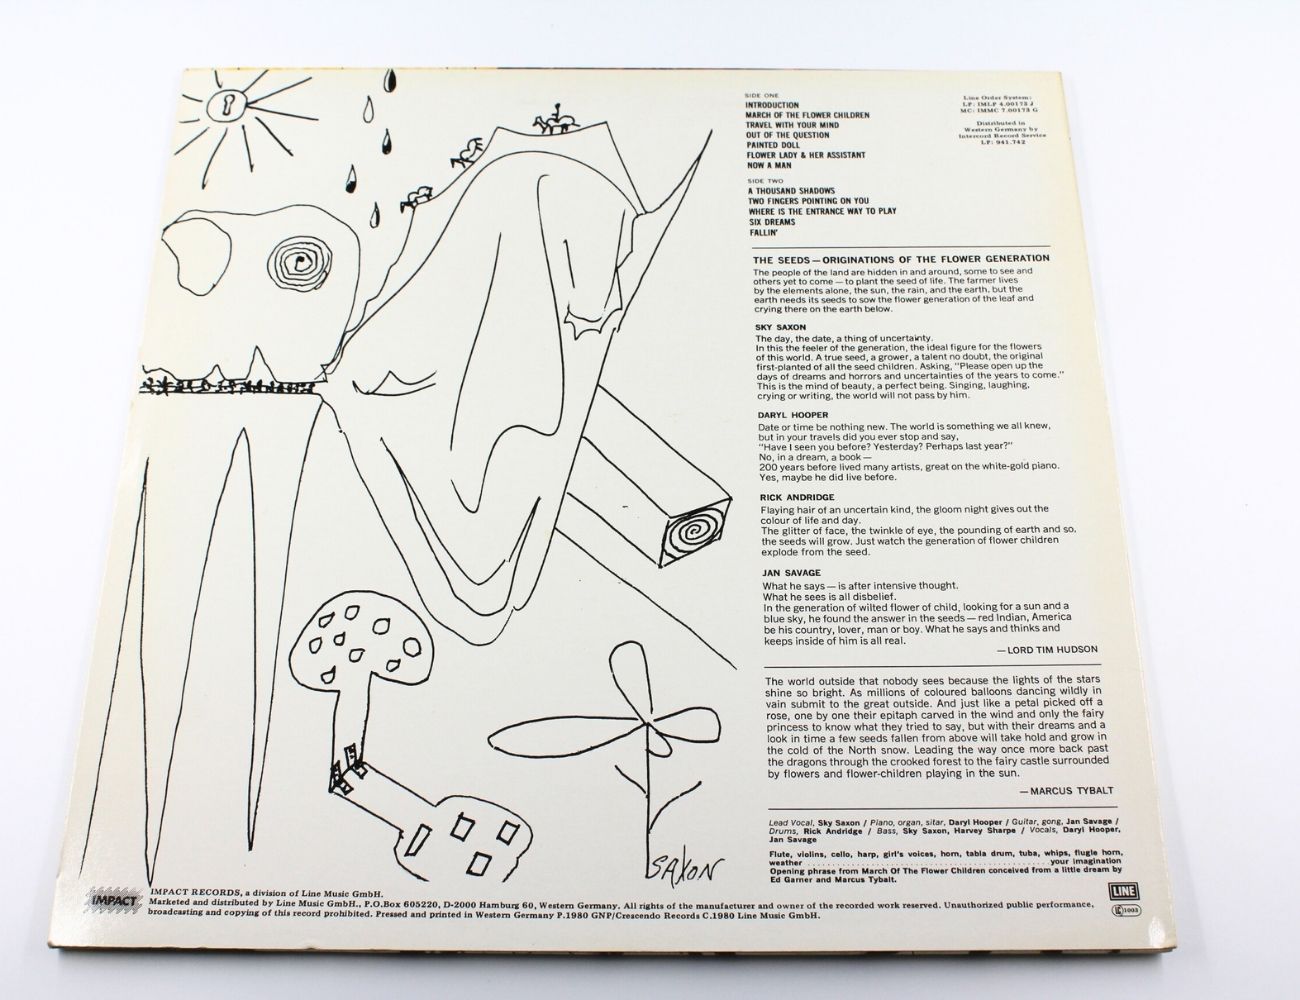 SIDE ONE
INTRODUCTION
MARCH OF THE FLOWER CHILDREN
TRAVEL WITH YOUR MIND
OUT OF THE QUESTION
PAINTED DOLL
FLOWER LADY & HER ASSISTANT
NOW A MAN
SIDE TWO
A THOUSAND SHADOWS
TWO FINGERS POINTING ON YOU
WHERE IS THE ENTRANCE WAY TO PLAY
SIX DREAMS
FALLIN'
Line Order System:
LP: IMLP 4.00173 J
MC: IMMC 7.00173 G
Distributed in
Western Germany by
Intercord Record Service
LP: 941.742
THE SEEDS — ORIGINATIONS OF THE FLOWER GENERATION
The people of the land are hidden in and around, some to see and
others yet to come — to plant the seed of life. The farmer lives
by the elements alone, the sun, the rain, and the earth, but the
earth needs its seeds to sow the flower generation of the leaf and
crying there on the earth below.
SKY SAXON
The day, the date, a thing of uncertainty.
In this the feeler of the generation, the ideal figure for the flowers
of this world. A true seed, a grower, a talent no doubt, the original
first-planted of all the seed children. Asking, "Please open up the
days of dreams and horrors and uncertainties of the years to come."
This is the mind of beauty, a perfect being. Singing, laughing,
crying or writing, the world will not pass by him.
DARYL HOOPER
Date or time be nothing new. The world is something we all knew,
but in your travels did you ever stop and say,
"Have I seen you before? Yesterday? Perhaps last year?"
No, in a dream, a book —
200 years before lived many artists, great on the white-gold piano.
Yes, maybe he did live before.
RICK ANDRIDGE
Flaying hair of an uncertain kind, the gloom night gives out the
colour of life and day.
The glitter of face, the twinkle of eye, the pounding of earth and so.
the seeds will grow. Just watch the generation of flower children
explode from the seed.
JAN SAVAGE
What he says — is after intensive thought.
What he sees is all disbelief.
In the generation of wilted flower of child, looking for a sun and a
blue sky, he found the answer in the seeds — red Indian, America
be his country, lover, man or boy. What he says and thinks and
keeps inside of him is all real.
— LORD TIM HUDSON
The world outside that nobody sees because the lights of the stars
shine so bright. As millions of coloured balloons dancing wildly in
vain submit to the great outside. And just like a petal picked off a
rose, one by one their epitaph carved in the wind and only the fairy
princess to know what they tried to say, but with their dreams and a
look in time a few seeds fallen from above will take hold and grow in
the cold of the North snow. Leading the way once more back past
the dragons through the crooked forest to the fairy castle surrounded
by flowers and flower-children playing in the sun.
— MARCUS TYBALT
Lead Vocal, Sky Saxon / Piano, organ, sitar, Daryl Hooper / Guitar, gong, Jan Savage /
Drums, Rick Andridge / Bass, Sky Saxon, Harvey Sharpe / Vocals, Daryl Hooper,
Jan Savage
Flute, violins, cello, harp, girl's voices, horn, tabla drum, tuba, whips, flugle horn,
weather ........................ your imagination
Opening phrase from March Of The Flower Children conceived from a little dream by
Ed Garner and Marcus Tybalt.
SAXON
IMPACT
IMPACT RECORDS, a division of Line Music GmbH.
Marketed and distributed by Line Music GmbH., P.O.Box 605220, D-2000 Hamburg 60, Western Germany. All rights of the manufacturer and owner of the recorded work reserved. Unauthorized public performance,
broadcasting and copying of this record prohibited. Pressed and printed in Western Germany P.1980 GNP/Crescendo Records C.1980 Line Music GmbH.
LINE
LC 1003